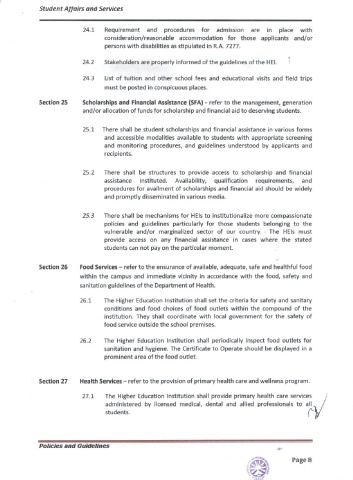 Student Affairs and Services
24.1 Requirement and procedures for admission are in place with
consideration/reasonable accommodation for those applicants and/or
persons with disabilities as stipulated in R.A. 7277.
24.2 Stakeholders are properly informed of the guidelines of the HEI.
24.3 List of tuition and other school fees and educational visits and field trips
must be posted in conspicuous places.
Section 25 Scholarships and Financial Assistance (SFA) - refer to the management, generation
and/or allocation of funds for scholarship and financial aid to deserving students.
25.1 There shall be student scholarships and financial assistance in various forms
and accessible modalities available to students with appropriate screening
and monitoring procedures, and guidelines understood by applicants and
recipients.
25.2 There shall be structures to provide access to scholarship and financial
assistance instituted. Availability, qualification requirements, and
procedures for availment of scholarships and financial aid should be widely
and promptly disseminated in various media.
25.3 There shall be mechanisms for HEIs to institutionalize more compassionate
policies and guidelines particularly for those students belonging to the
vulnerable and/or marginalized sector of our country. - The HEIs must
provide access on any financial assistance in cases where the stated
students can not pay on the particular moment.
Section 26 Food Services – refer to the ensurance of available, adequate, safe and healthful food
within the campus and immediate vicinity in accordance with the food, safety and
sanitation guidelines of the Department of Health.
26.1 The Higher Education Institution shall set the criteria for safety and sanitary
conditions and food choices of food outlets within the compound of the
institution. They shall coordinate with local government for the safety of
food service outside the school premises.
26.2 The Higher Education Institution shall periodically inspect food outlets for
sanitation and hygiene. The Certificate to Operate should be displayed in a
prominent area of the food outlet.
Section 27 Health Services – refer to the provision of primary health care and wellness program.
27.1 The Higher Education Institution shall provide primary health care services
administered by licensed medical, dental and allied professionals to all
students.
Policies and Guidelines
Page 8